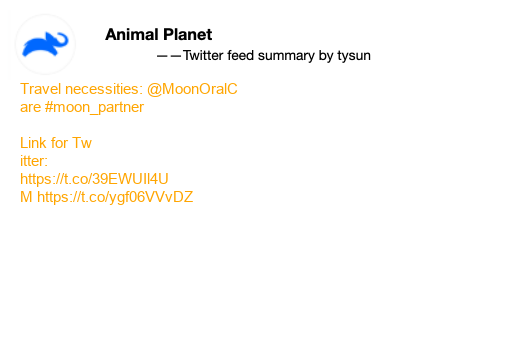 Animal Planet
——Twitter feed summary by tysun
Travel necessities: @MoonOralC
are #moon_partner
Link for Tw
itter:
https://t.co/39EWUIl4U
M https://t.co/ygf06VVvDZ